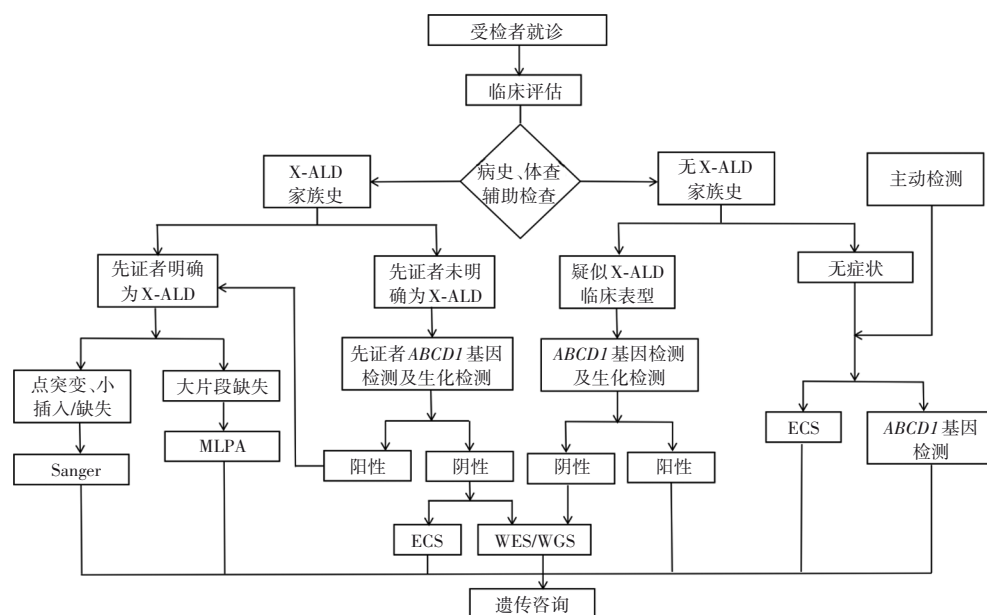 受检者就诊
临床评估
病史、体查
辅助检查
X-ALD
家族史
无X-ALD
家族史
主动检测
先证者明确
为X-ALD
先证者未明
确为X-ALD
疑似X-ALD
临床表型
无症状
点突变、小
插入/缺失
大片段缺失
先证者ABCD1基因
检测及生化检测
ABCD1基因检测
及生化检测
ECS
ABCD1基因
检测
Sanger
MLPA
阳性
阴性
阴性
阳性
ECS
WES/WGS
遗传咨询